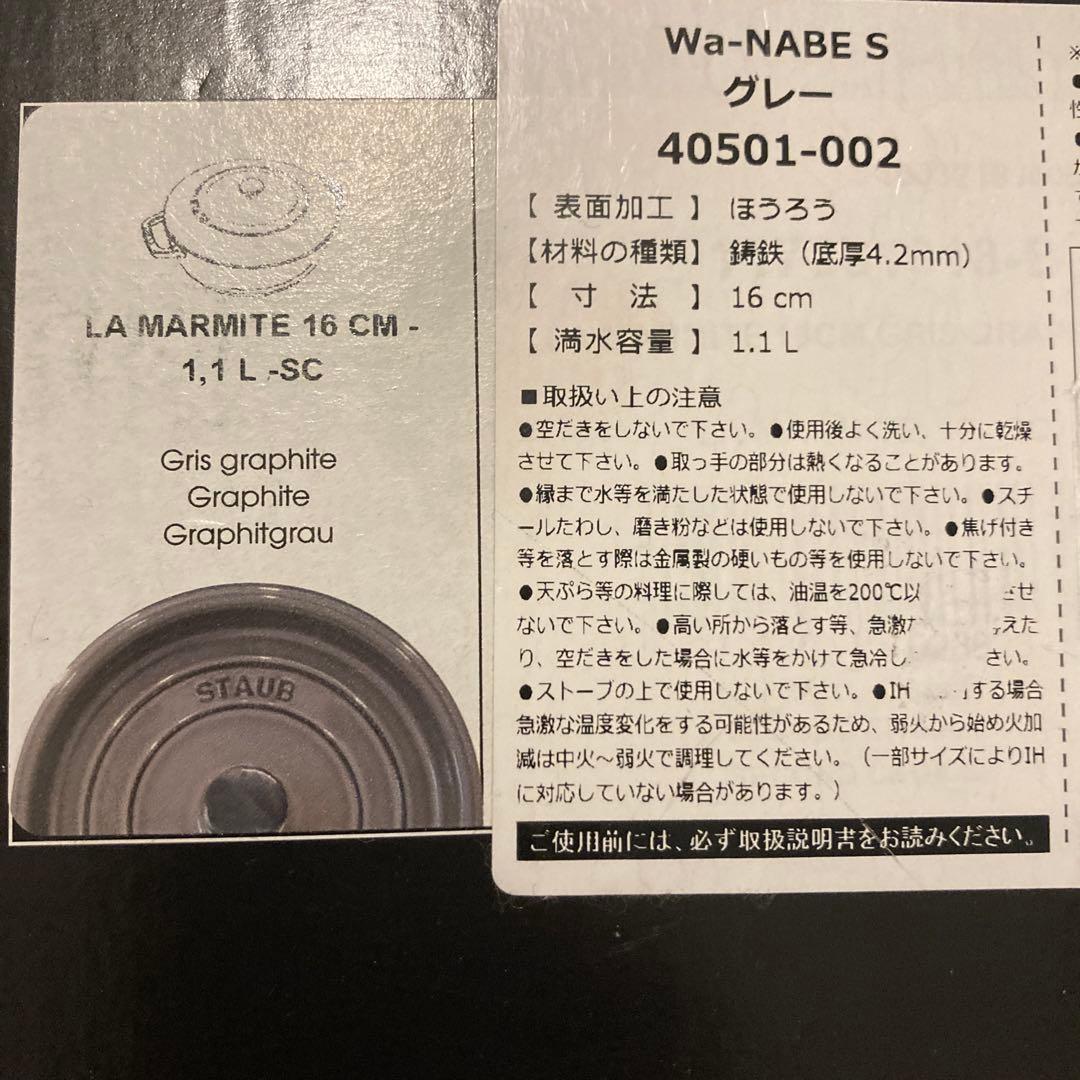 LA MARMITE 16 CM -
1,1 L -SC
Gris graphite
Graphite
Graphitgrau
STAUB
Wa-NABE S
グレー
40501-002
【 表面加工 】 ほうろう
【材料の種類】 鋳鉄（底厚4.2mm）
【 寸 法 】 16 cm
【 満水容量 】 1.1 L
■取扱い上の注意
●空だきをしないで下さい。●使用後よく洗い、十分に乾燥
させて下さい。●取っ手の部分は熱くなることがあります。
●縁まで水等を満たした状態で使用しないで下さい。●スチ
ールたわし、磨き粉などは使用しないで下さい。●焦げ付き
等を落とす際は金属製の硬いもの等を使用しないで下さい。
●天ぷら等の料理に際しては、油温を200℃以 させ
ないで下さい。●高い所から落とす等、急激な えた
り、空だきをした場合に水等をかけて急冷し さい。
●ストーブの上で使用しないで下さい。●IH する場合
急激な温度変化をする可能性があるため、弱火から始め火加
減は中火～弱火で調理してください。（一部サイズによりIH
に対応していない場合があります。）
ご使用前には、必ず取扱説明書をお読みください。
※
●
性
●